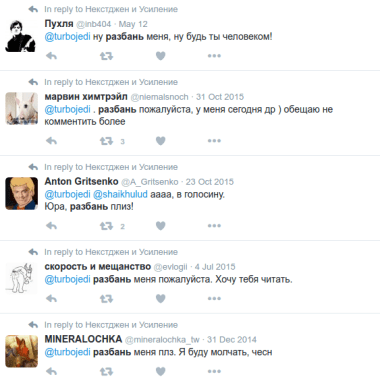 In reply to Некстджен и Усиление
Пухля @inb404 · May 12
@turbojedi ну разбань меня, ну будь ты человеком!
In reply to Некстджен и Усиление
марвин химтрэйл @niemalsnoch · 31 Oct 2015
@turbojedi . разбань пожалуйста, у меня сегодня др ) обещаю не
комментить более
3
In reply to Некстджен и Усиление
Anton Gritsenko @A_Gritsenko · 23 Oct 2015
@turbojedi @shaikhulud аааа, в голосину.
Юра, разбань плиз!
2
In reply to Некстджен и Усиление
скорость и мещанство @evlogii · 4 Jul 2015
@turbojedi разбань меня пожалуйста. Хочу тебя читать.
In reply to Некстджен и Усиление
MINERALOCHKA @mineralochka_tw · 31 Dec 2014
@turbojedi разбань меня плз. Я буду молчать, чесн